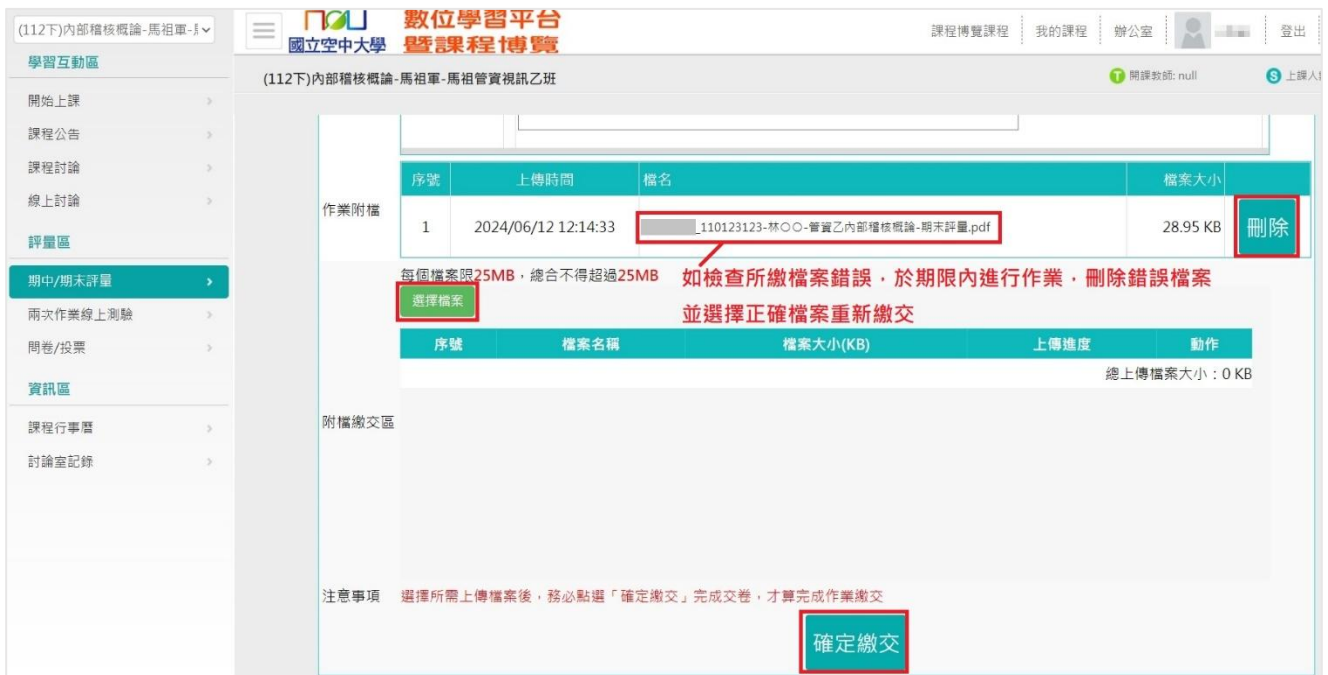 (112下)內部稽核概論-馬祖軍-
nou
國立空中大學
數位學習平台
暨課程博覽
課程博覽課程
我的課程
辦公室
登出
(112下)內部稽核概論-馬祖軍-馬祖管資視訊乙班
T 開課教師: null
S 上課人
學習互動區
開始上課
課程公告
課程討論
線上討論
評量區
期中/期末評量
兩次作業線上測驗
問卷/投票
資訊區
課程行事曆
討論室記錄
作業附檔
序號 上傳時間 檔名 檔案大小
1 2024/06/12 12:14:33 _110123123-林○○-管資乙內部稽核概論-期末評量.pdf 28.95 KB 刪除
每個檔案限25MB，總合不得超過25MB
選擇檔案
如檢查所繳檔案錯誤，於期限內進行作業，刪除錯誤檔案
並選擇正確檔案重新繳交
序號 檔案名稱 檔案大小(KB) 上傳進度 動作
總上傳檔案大小：0 KB
附檔繳交區
注意事項 選擇所需上傳檔案後，務必點選「確定繳交」完成交卷，才算完成作業繳交
確定繳交